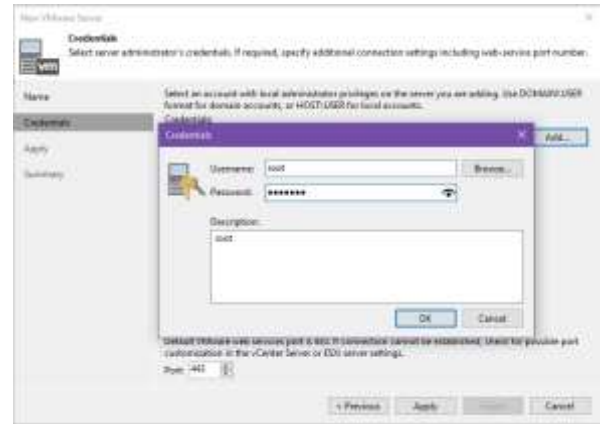 New VMware Server
Credentials
Select server administrator's credentials. If required, specify additional connection settings including web-service port number.
Name
Credentials
Apply
Summary
Select an account with local administrator privileges on the server you are adding. Use DOMAIN\USER
format for domain accounts, or HOST\USER for local accounts.
Credentials:
Add...
Credentials
Username: root
Browse...
Password: •••••••
Description:
root
OK
Cancel
Default VMware web services port is 443. If connection cannot be established, check for possible port
customization in the vCenter Server or ESXi server settings.
Port: 443
< Previous
Apply
Cancel